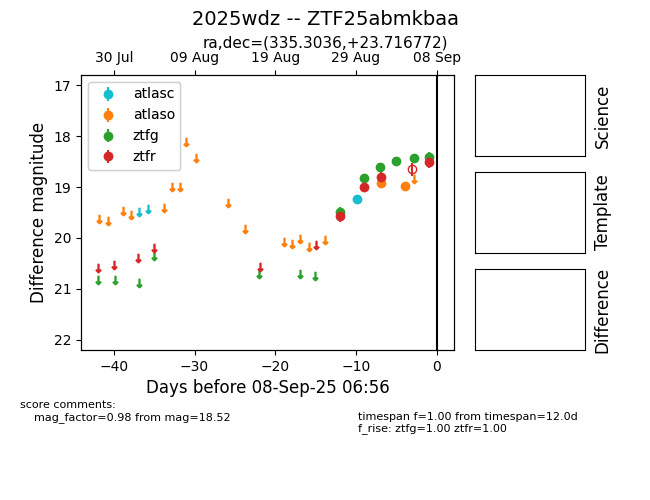 2025wdz -- ZTF25abmkbaa
ra,dec=(335.3036,+23.716772)
30 Jul 09 Aug 19 Aug 29 Aug 08 Sep
17
18
19
20
21
22
Difference magnitude
atlasc
atlaso
ztfg
ztfr
−40 −30 −20 −10 0
Days before 08-Sep-25 06:56
Science
Template
Difference
score comments:
mag_factor=0.98 from mag=18.52
timespan f=1.00 from timespan=12.0d
f_rise: ztfg=1.00 ztfr=1.00